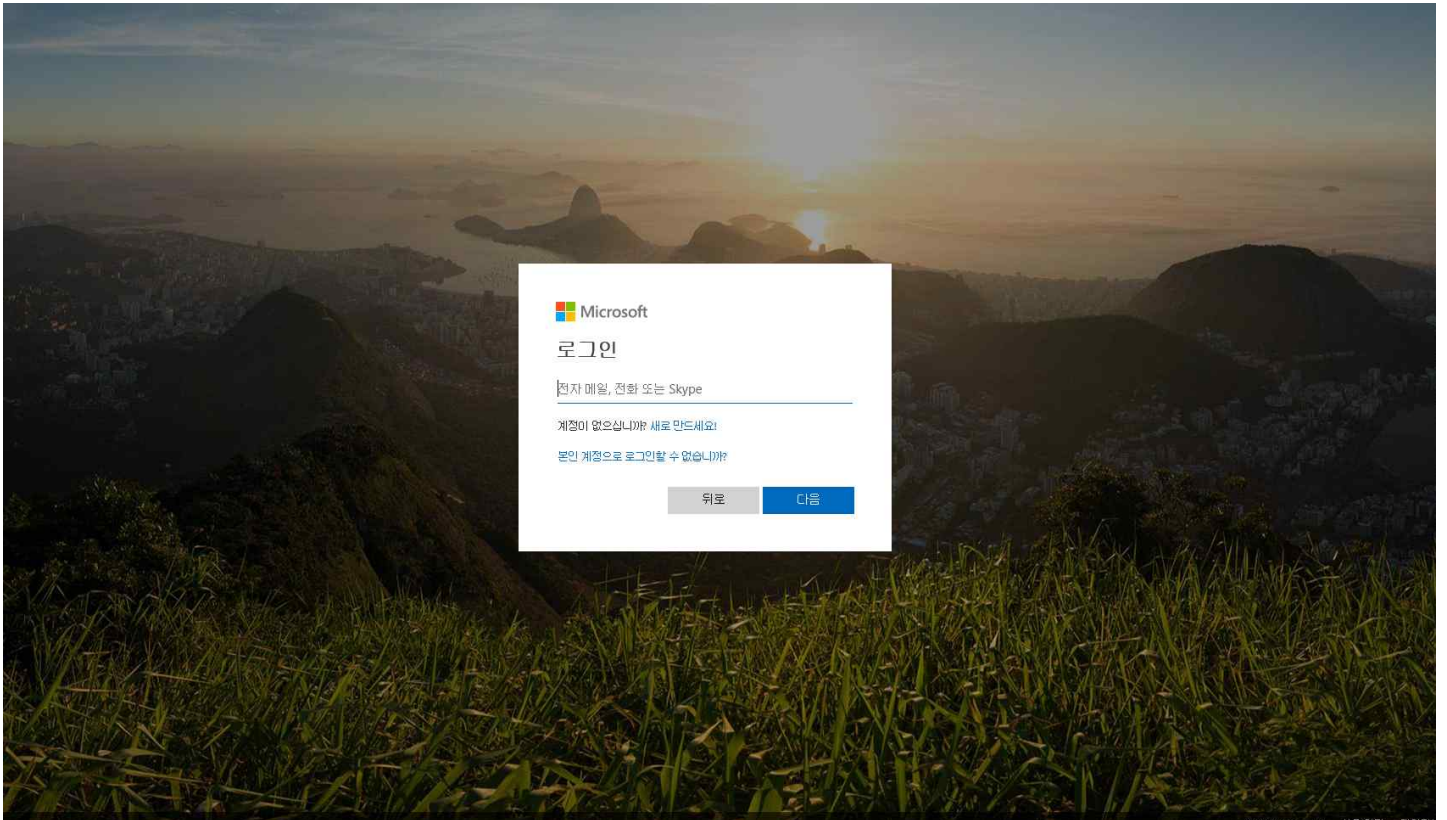 Microsoft
로그인
전자 메일, 전화 또는 Skype
계정이 없으십니까? 새로 만드세요!
본인 계정으로 로그인할 수 없습니까?
뒤로 다음